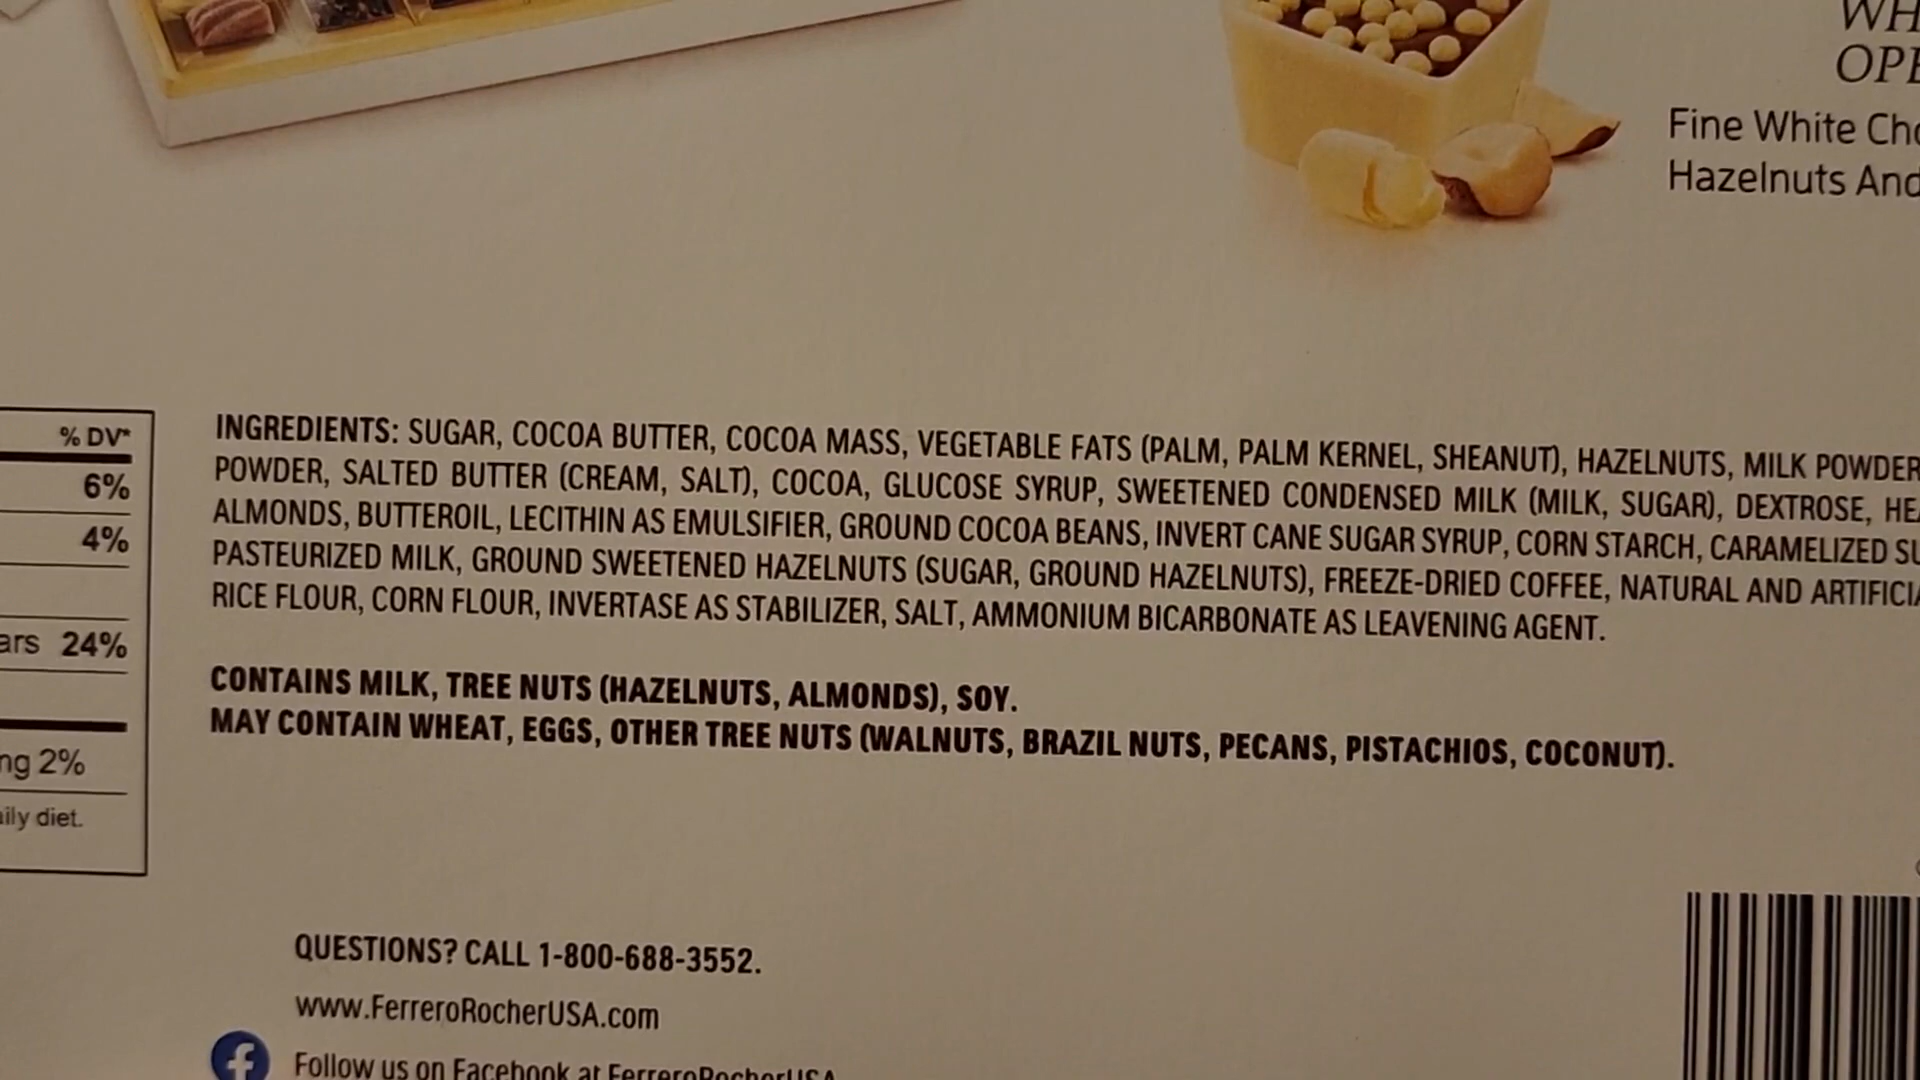 WH
OPE
Fine White Cho
Hazelnuts And
% DV*
6%
4%
ars 24%
ng 2%
aily diet.
INGREDIENTS: SUGAR, COCOA BUTTER, COCOA MASS, VEGETABLE FATS (PALM, PALM KERNEL, SHEANUT), HAZELNUTS, MILK POWDER
POWDER, SALTED BUTTER (CREAM, SALT), COCOA, GLUCOSE SYRUP, SWEETENED CONDENSED MILK (MILK, SUGAR), DEXTROSE, HEA
ALMONDS, BUTTEROIL, LECITHIN AS EMULSIFIER, GROUND COCOA BEANS, INVERT CANE SUGAR SYRUP, CORN STARCH, CARAMELIZED SU
PASTEURIZED MILK, GROUND SWEETENED HAZELNUTS (SUGAR, GROUND HAZELNUTS), FREEZE-DRIED COFFEE, NATURAL AND ARTIFICIA
RICE FLOUR, CORN FLOUR, INVERTASE AS STABILIZER, SALT, AMMONIUM BICARBONATE AS LEAVENING AGENT.
CONTAINS MILK, TREE NUTS (HAZELNUTS, ALMONDS), SOY.
MAY CONTAIN WHEAT, EGGS, OTHER TREE NUTS (WALNUTS, BRAZIL NUTS, PECANS, PISTACHIOS, COCONUT).
QUESTIONS? CALL 1-800-688-3552.
www.FerreroRocherUSA.com
Follow us on Facebook at FerreroRocherUSA